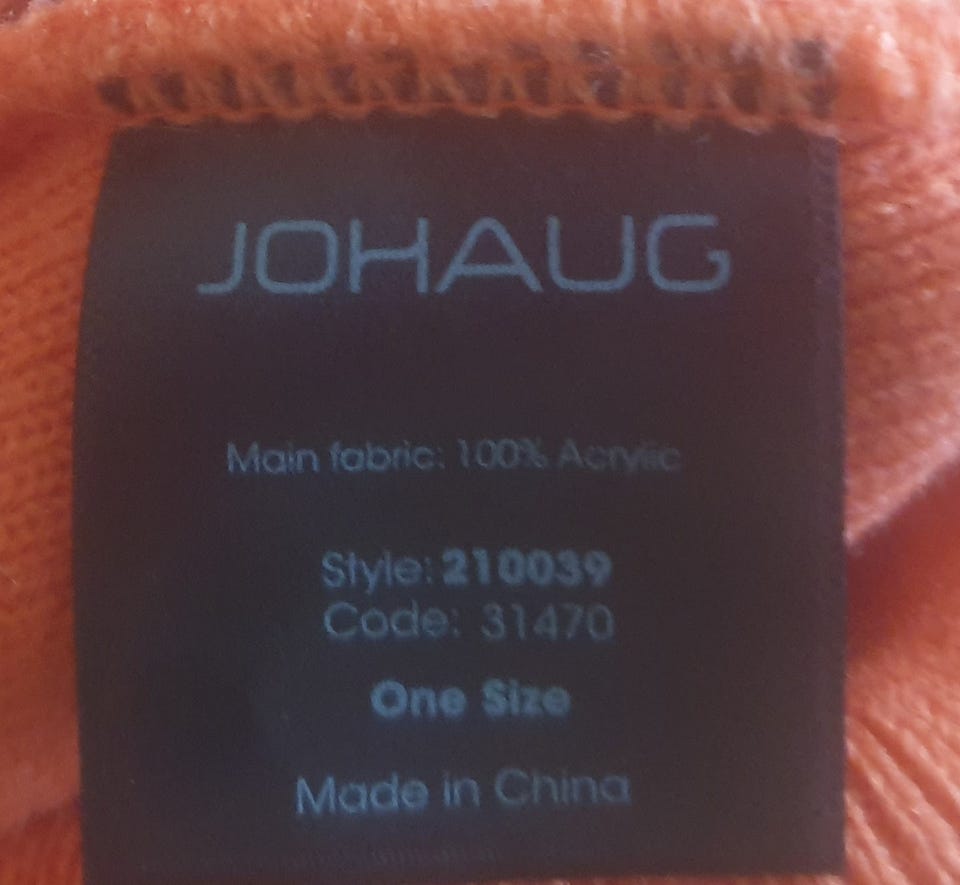 JOHAUG
Main fabric: 100% Acrylic
Style: 210039
Code: 31470
One Size
Made in China